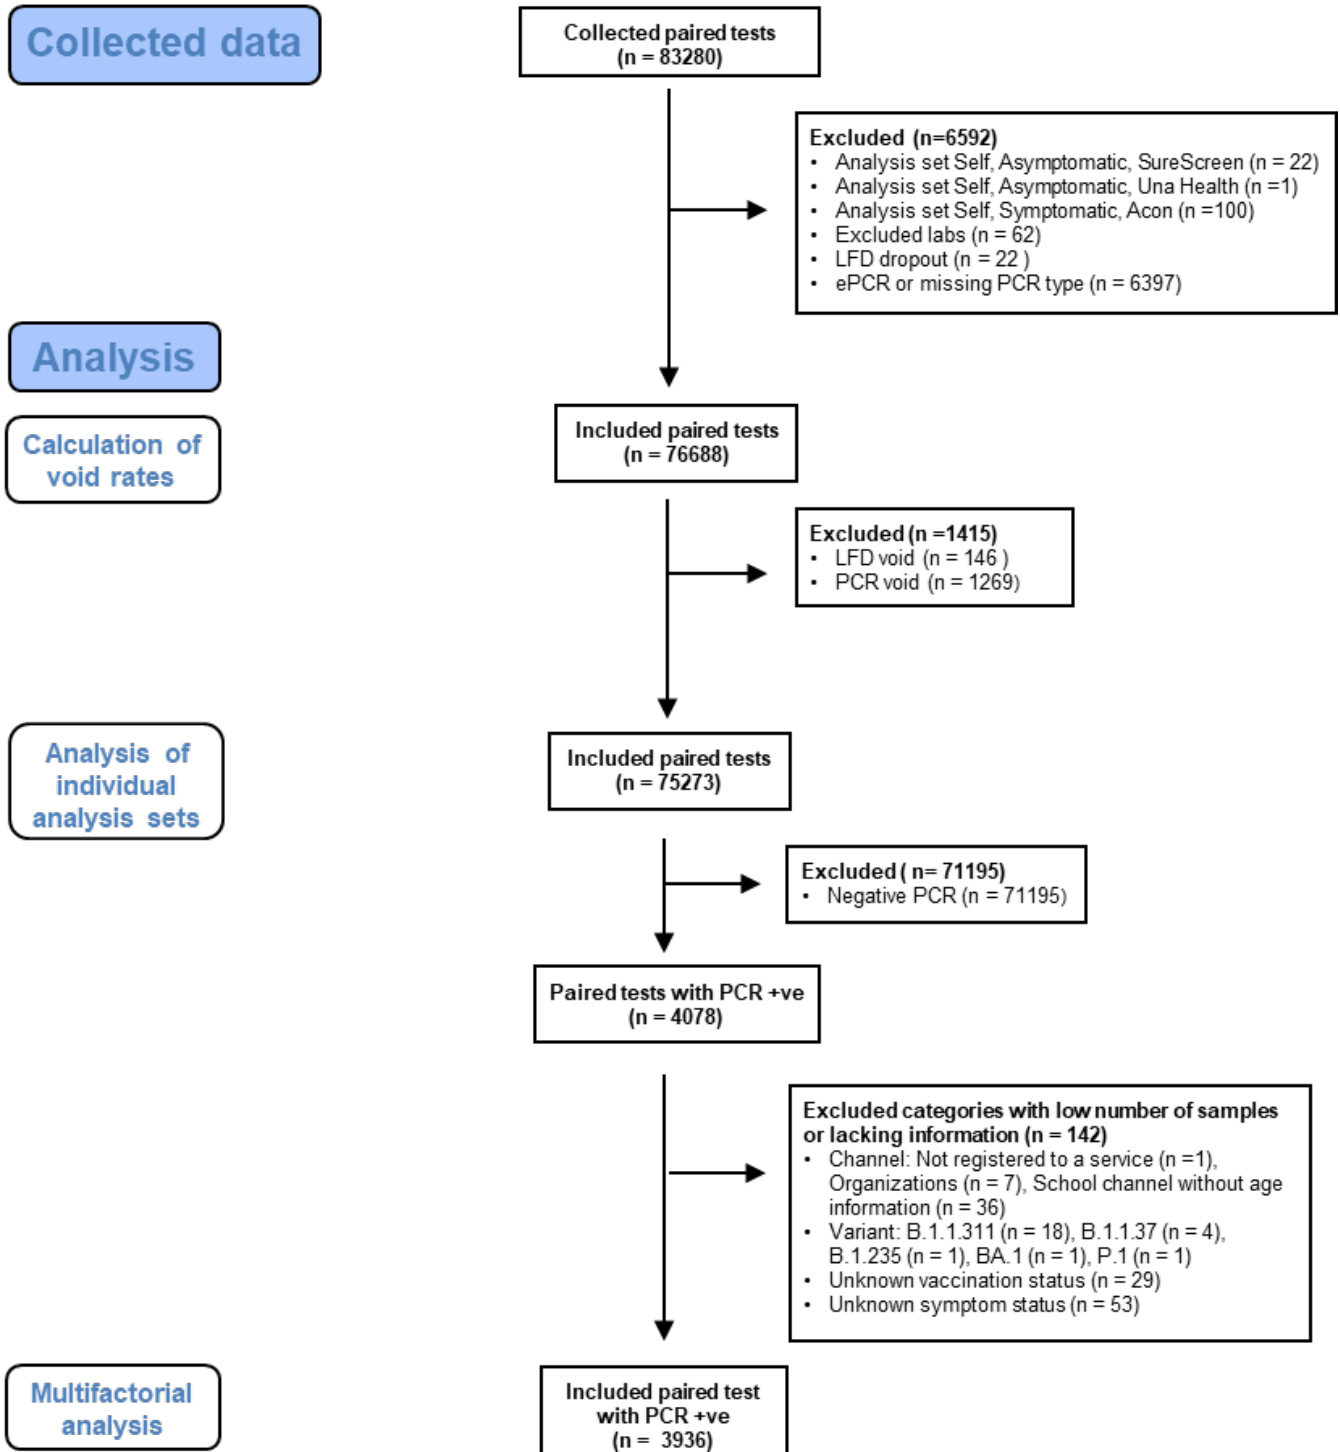 Collected data
Collected paired tests
(n = 83280)
Excluded (n=6592)
• Analysis set Self, Asymptomatic, SureScreen (n = 22)
• Analysis set Self, Asymptomatic, Una Health (n =1)
• Analysis set Self, Symptomatic, Acon (n =100)
• Excluded labs (n = 62)
• LFD dropout (n = 22 )
• ePCR or missing PCR type (n = 6397)
Analysis
Calculation of
void rates
Included paired tests
(n = 76688)
Excluded (n =1415)
• LFD void (n = 146 )
• PCR void (n = 1269)
Analysis of
individual
analysis sets
Included paired tests
(n = 75273)
Excluded ( n= 71195)
• Negative PCR (n = 71195)
Paired tests with PCR +ve
(n = 4078)
Excluded categories with low number of samples
or lacking information (n = 142)
• Channel: Not registered to a service (n =1),
Organizations (n = 7), School channel without age
information (n = 36)
• Variant: B.1.1.311 (n = 18), B.1.1.37 (n = 4),
B.1.235 (n = 1), BA.1 (n = 1), P.1 (n = 1)
• Unknown vaccination status (n = 29)
• Unknown symptom status (n = 53)
Multifactorial
analysis
Included paired test
with PCR +ve
(n = 3936)